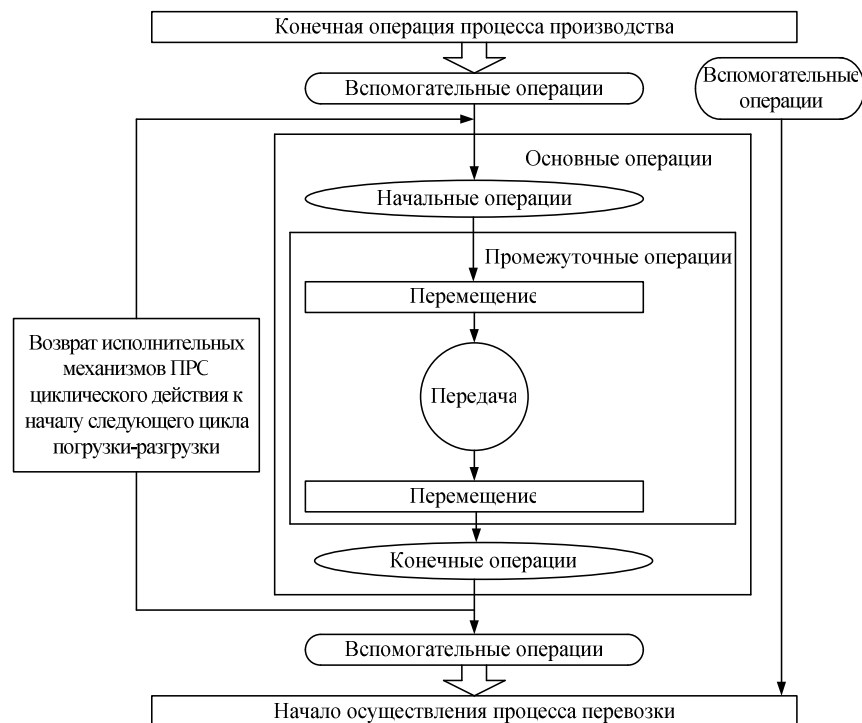 Конечная операция процесса производства
Вспомогательные операции
Вспомогательные
операции
Основные операции
Начальные операции
Промежуточные операции
Перемещение
Возврат исполнительных
механизмов ПРС
циклического действия к
началу следующего цикла
погрузки-разгрузки
Передача
Перемещение
Конечные операции
Вспомогательные операции
Начало осуществления процесса перевозки